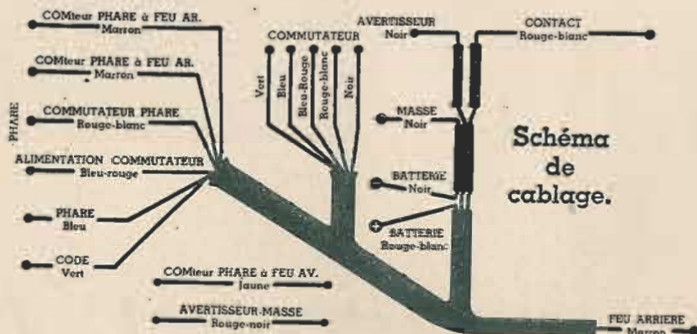 COMteur PHARE à FEU AR.
Marron
COMteur PHARE à FEU AR.
Marron
PHARE
COMMUTATEUR PHARE
Rouge-blanc
ALIMENTATION COMMUTATEUR
Bleu-rouge
PHARE
Bleu
CODE
Vert
COMMUTATEUR
Vert
Bleu
Bleu-Rouge
Rouge-blanc
Noir
AVERTISSEUR
Noir
CONTACT
Rouge-blanc
MASSE
Noir
BATTERIE
Noir
+
BATTERIE
Rouge-blanc
Schéma
de
cablage.
COMteur PHARE à FEU AV.
Jaune
AVERTISSEUR-MASSE
Rouge-noir
FEU ARRIERE
Marron